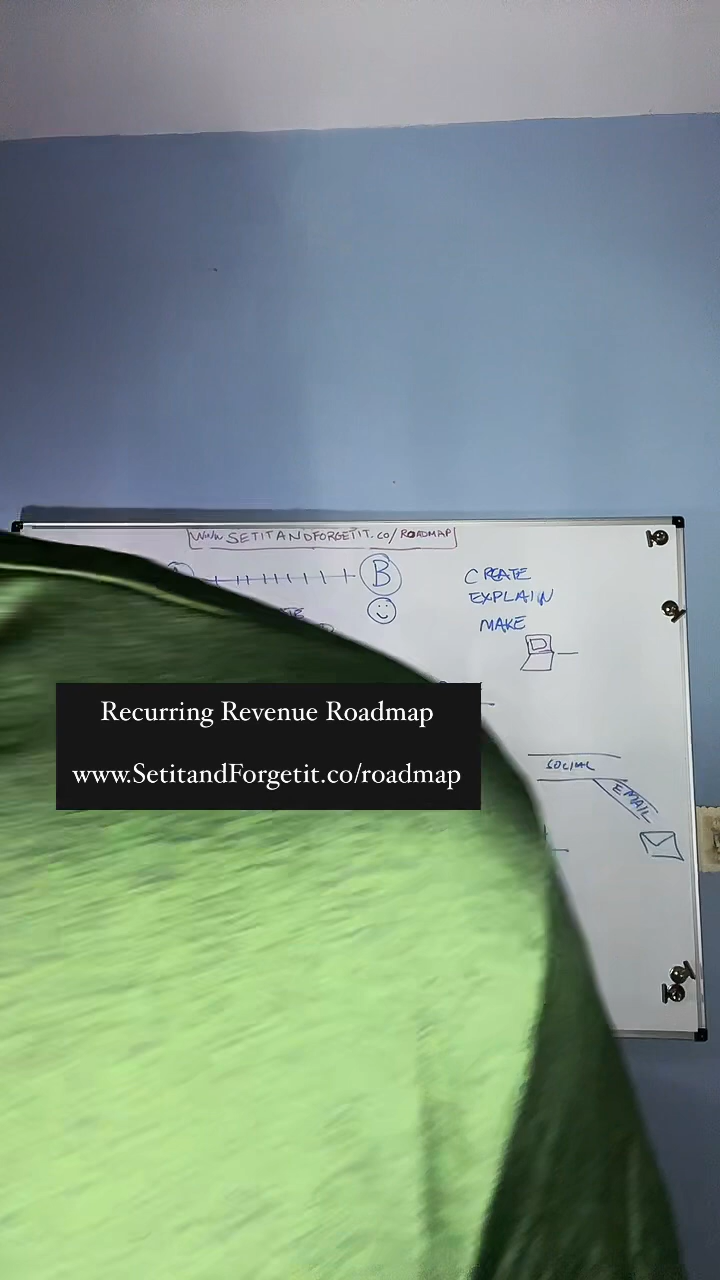 www.SETITANDFORGETIT.CO/ROADMAP
B
CREATE
EXPLAIN
MAKE
Recurring Revenue Roadmap
www.SetitandForgetit.co/roadmap
SOCIAL
EMAIL